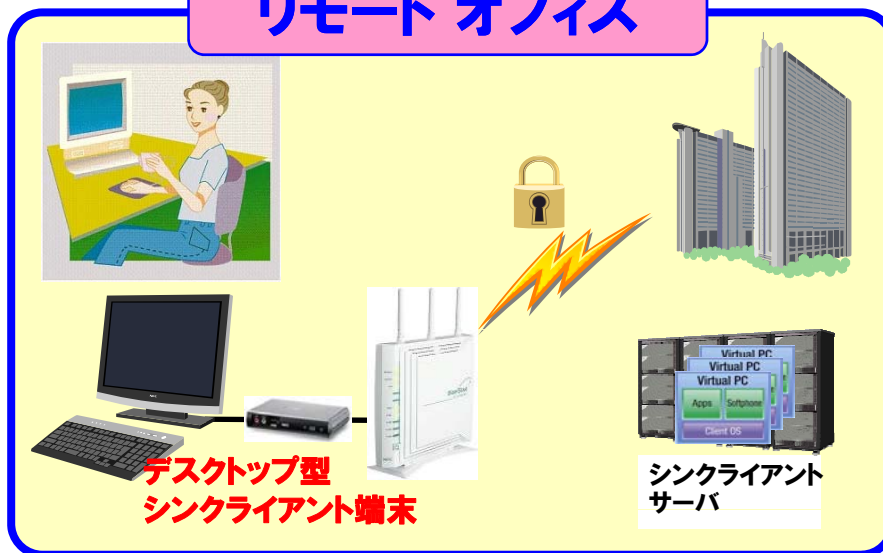 リモート オフィス
Virtual PC
Virtual PC
Virtual PC
Apps
Softphone
Client OS
デスクトップ型
シンクライアント端末
シンクライアント
サーバ